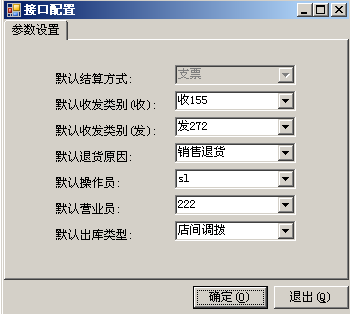 接口配置
参数设置
默认结算方式: 支票
默认收发类别(收): 收155
默认收发类别(发): 发272
默认退货原因: 销售退货
默认操作员: sl
默认营业员: 222
默认出库类型: 店间调拨
确定(O) 退出(Q)